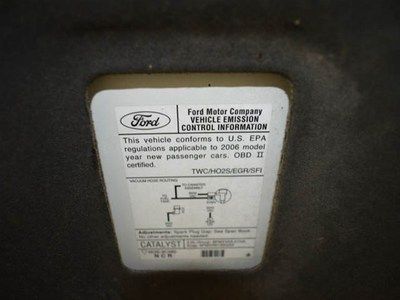 Ford
Ford Motor Company
VEHICLE EMISSION
CONTROL INFORMATION
This vehicle conforms to U.S. EPA
regulations applicable to 2006 model
year new passenger cars. OBD II
certified.
TWC/HO2S/EGR/SFI
VACUUM HOSE ROUTING
TO CANISTER
Adjustments: Spark Plug Gap: See Spec Book
No other adjustments needed.
CATALYST
NCR